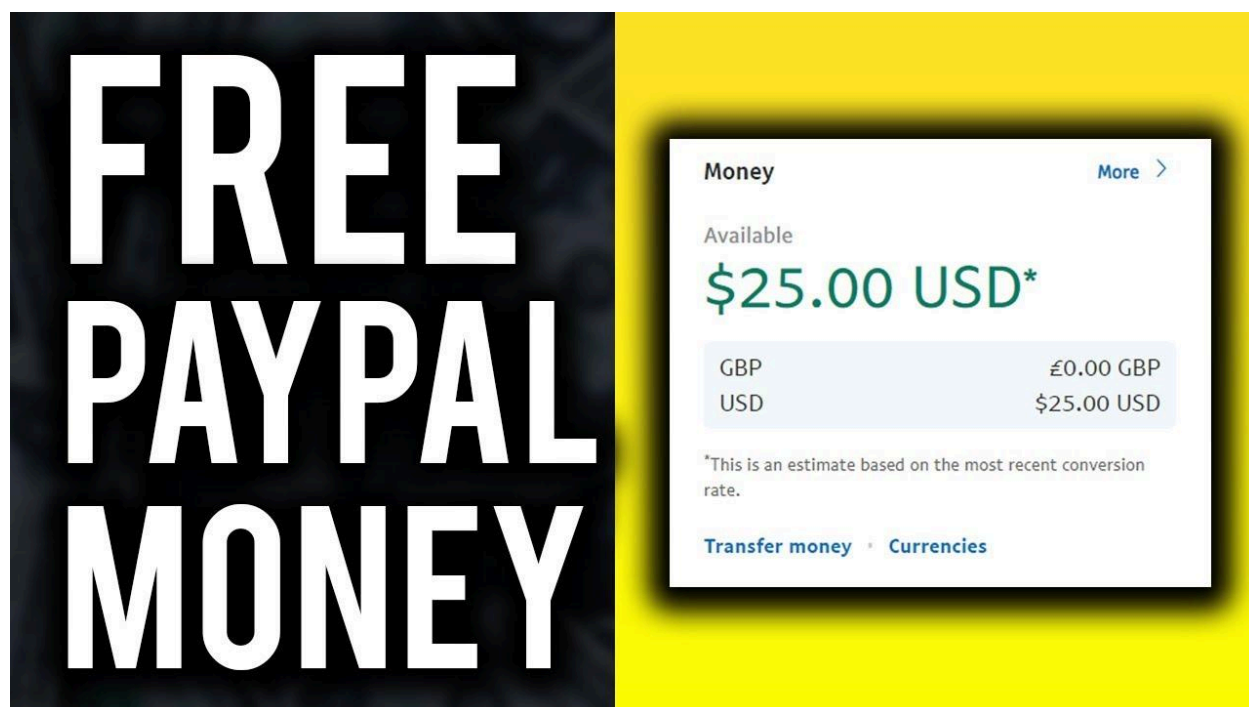 FREE
PAYPAL
MONEY
Money
More >
Available
$25.00 USD*
GBP £0.00 GBP
USD $25.00 USD
*This is an estimate based on the most recent conversion
rate.
Transfer money · Currencies